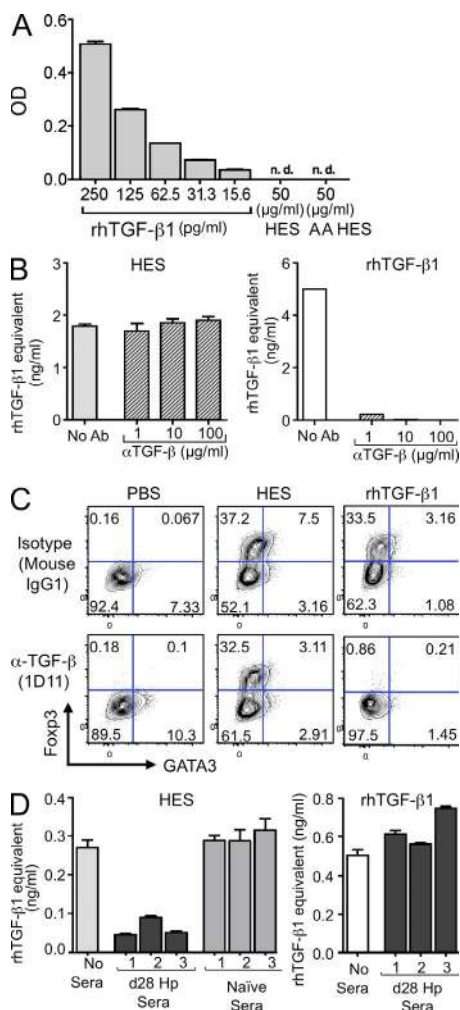 A
OD
0.6
0.4
0.2
0.0
250 125 62.5 31.3 15.6 50 50
n. d. n. d.
(µg/ml) (µg/ml)
rhTGF-β1 (pg/ml) HES AA HES
B
HES
rhTGF-β1 equivalent
(ng/ml)
3
2
1
0
No Ab 1 10 100
αTGF-β (µg/ml)
rhTGF-β1
rhTGF-β1 equivalent
(ng/ml)
6
4
2
0
No Ab 1 10 100
αTGF-β (µg/ml)
C
PBS HES rhTGF-β1
Isotype
(Mouse
IgG1)
0.16 0.067
92.4 7.33
37.2 7.5
52.1 3.16
33.5 3.16
62.3 1.08
α-TGF-β
(1D11)
0.18 0.1
89.5 10.3
32.5 3.11
61.5 2.91
0.86 0.21
97.5 1.45
Foxp3
GATA3
D
HES
rhTGF-β1 equivalent
(ng/ml)
0.4
0.3
0.2
0.1
0.0
No
Sera
1 2 3
d28 Hp
Sera
1 2 3
Naïve
Sera
rhTGF-β1
rhTGF-β1 equivalent (ng/ml)
0.8
0.6
0.4
0.2
0.0
No
Sera
1 2 3
d28 Hp
Sera